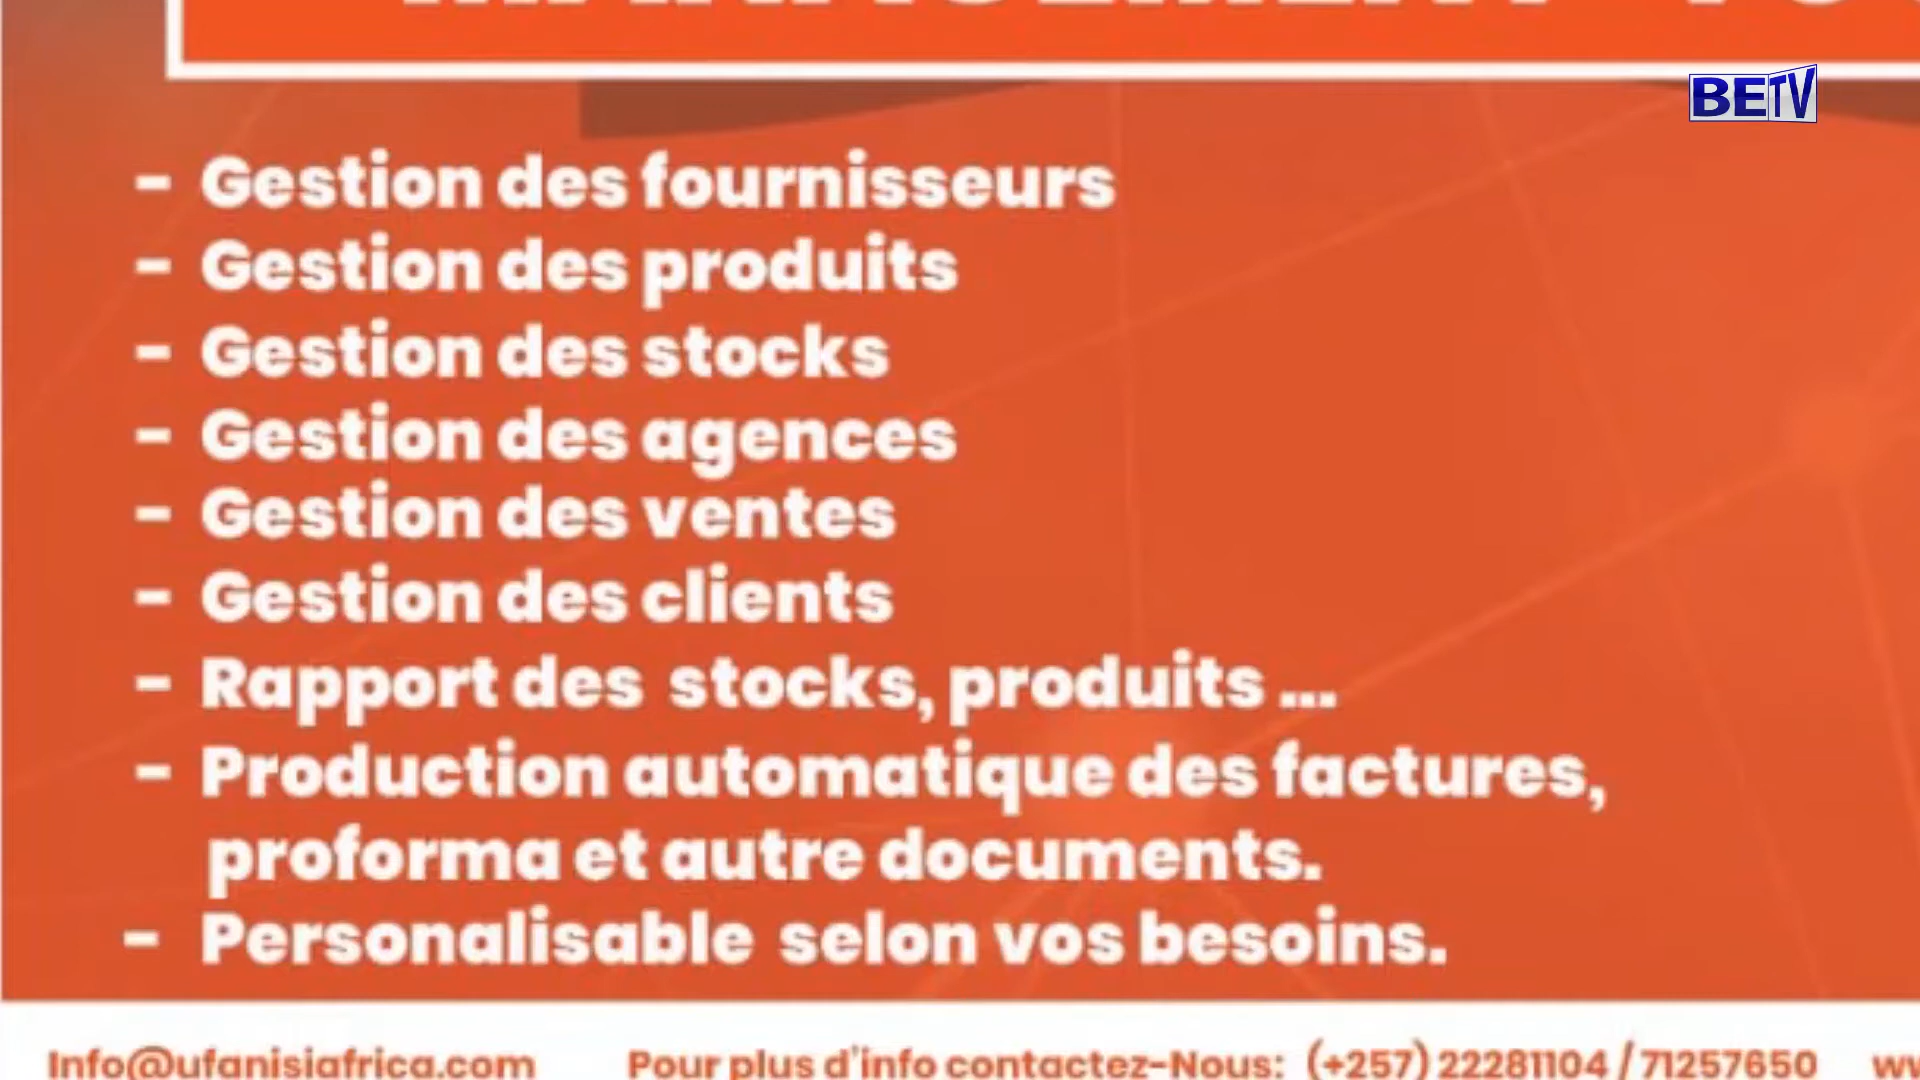 BETV
- Gestion des fournisseurs
- Gestion des produits
- Gestion des stocks
- Gestion des agences
- Gestion des ventes
- Gestion des clients
- Rapport des stocks, produits ...
- Production automatique des factures,
proforma et autre documents.
- Personalisable selon vos besoins.
Info@ufanisiafrica.com Pour plus d'info contactez-Nous: (+257) 22281104 / 71257650